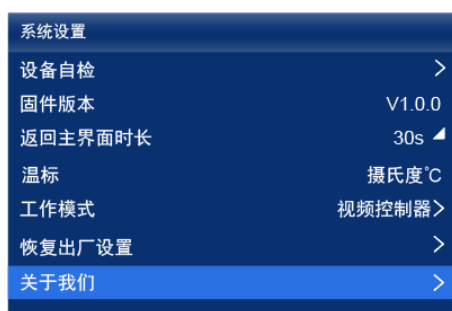 系统设置
设备自检 >
固件版本 V1.0.0
返回主界面时长 30s
温标 摄氏度°C
工作模式 视频控制器>
恢复出厂设置 >
关于我们 >